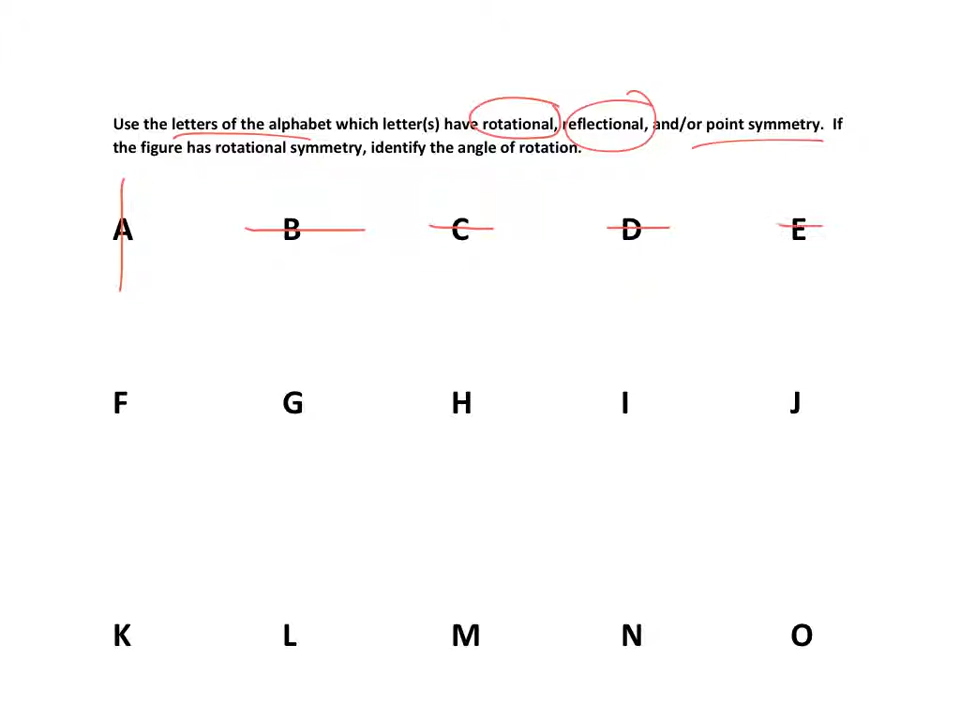 Use the letters of the alphabet which letter(s) have rotational, reflectional, and/or point symmetry. If
the figure has rotational symmetry, identify the angle of rotation.
A B C D E
F G H I J
K L M N O